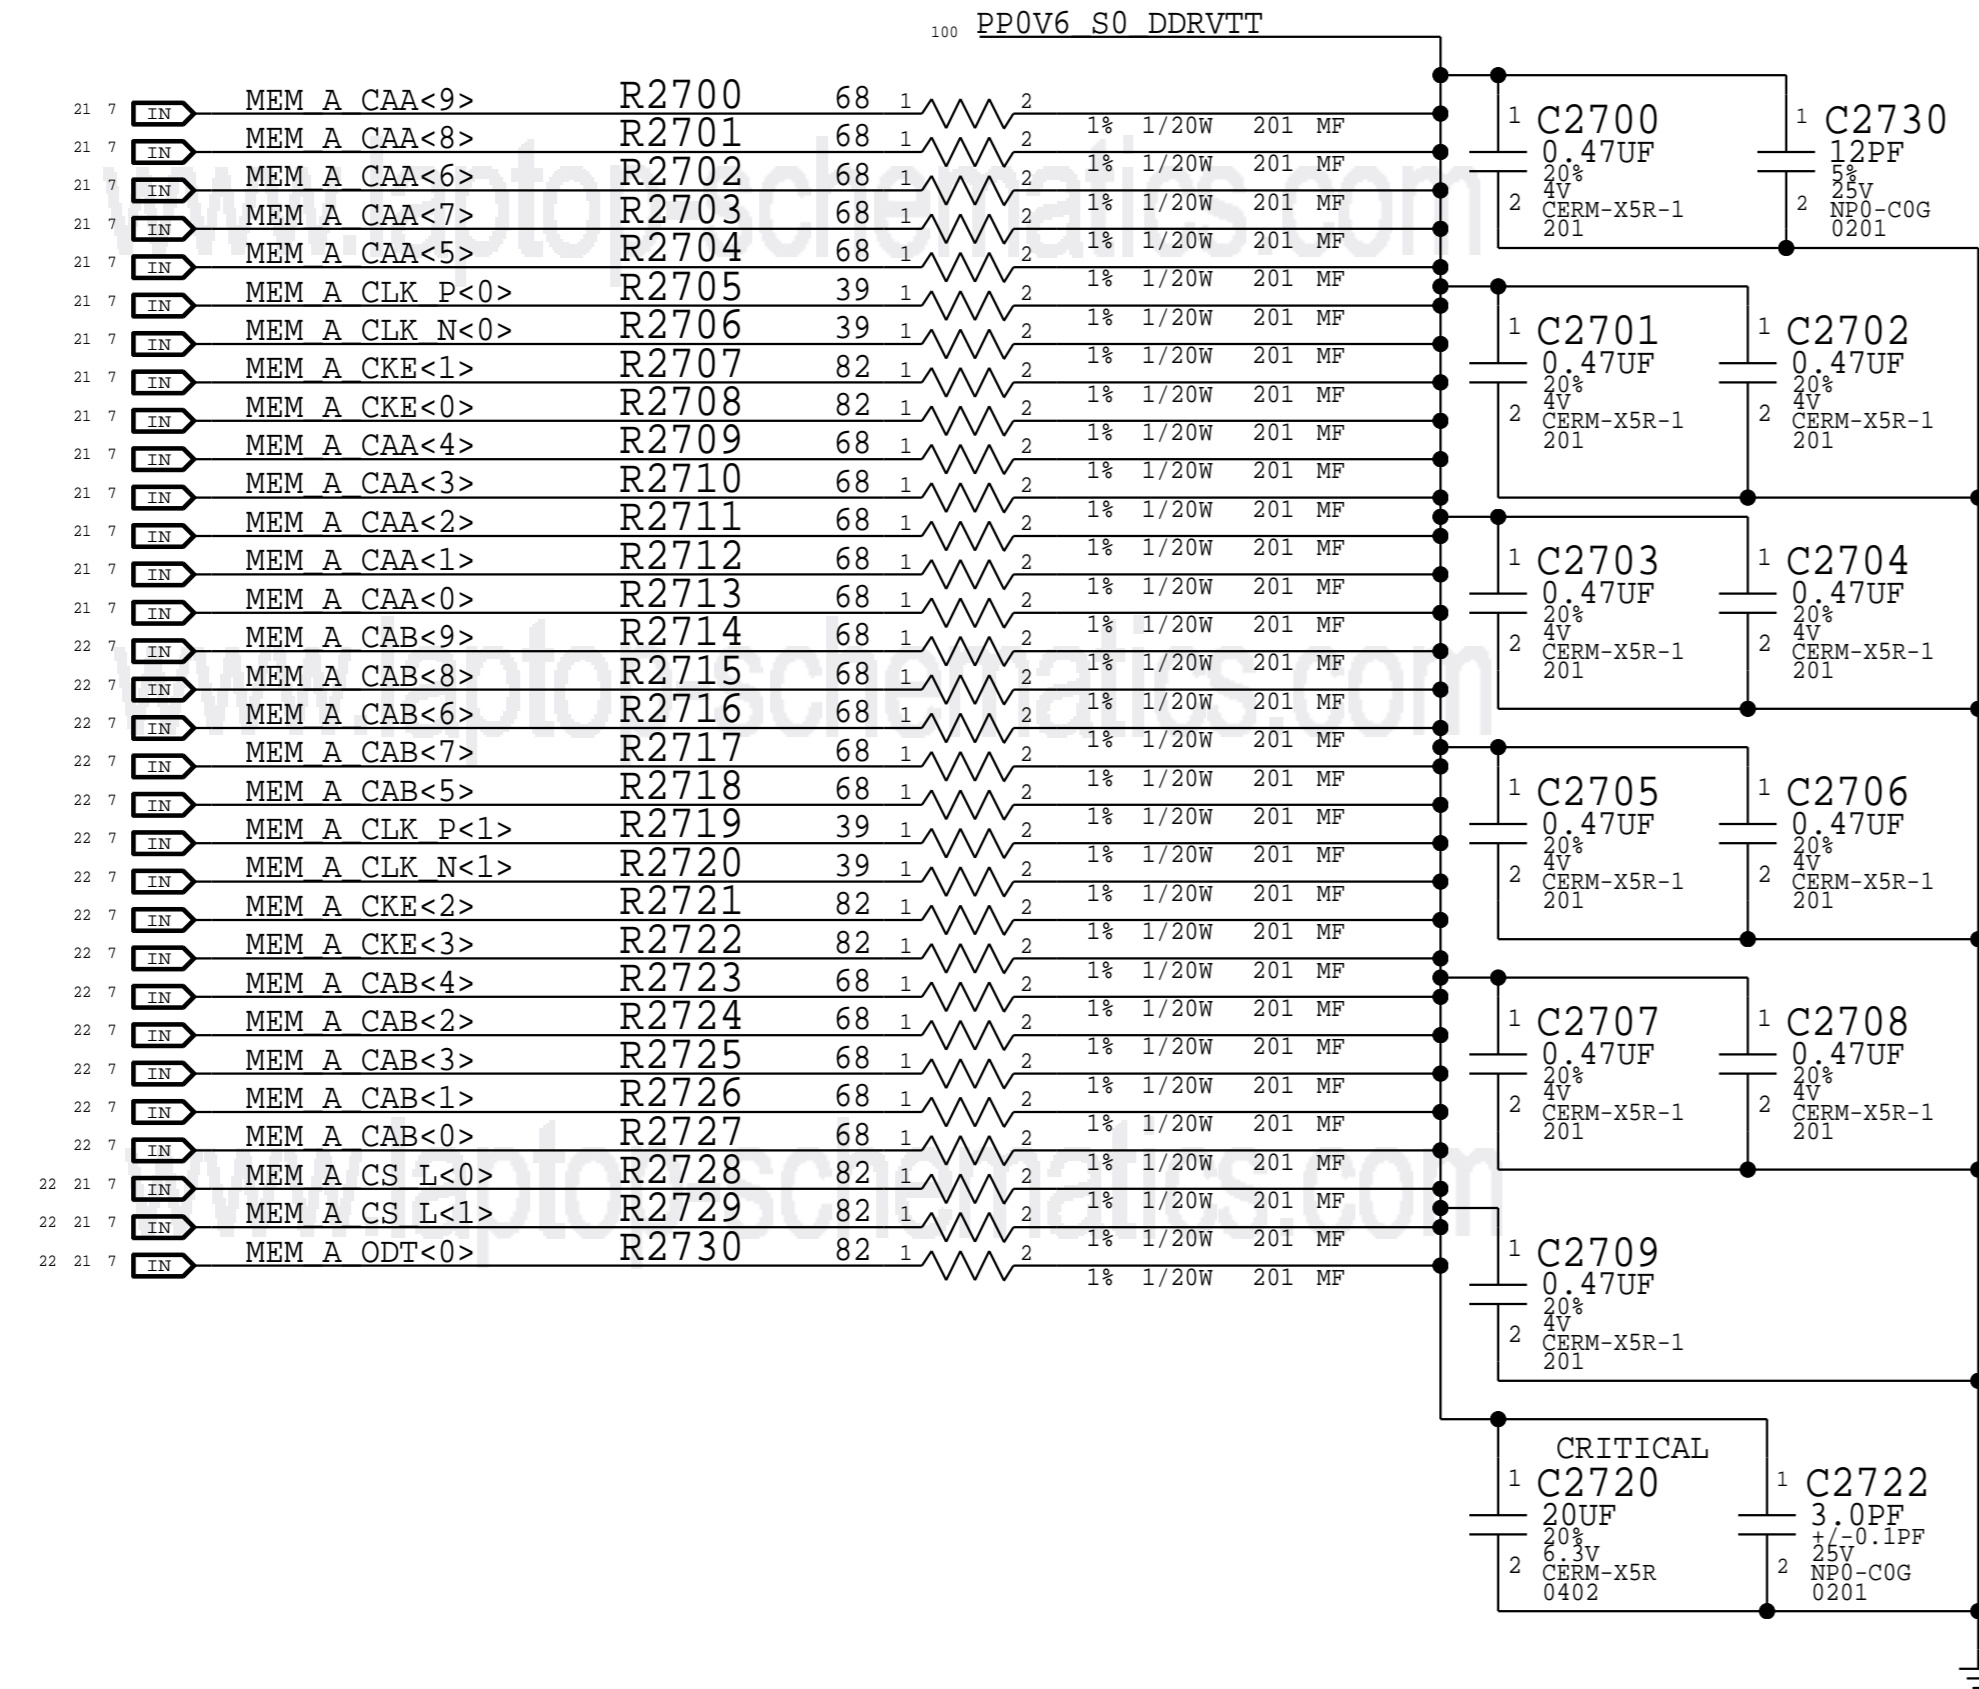 100 PP0V6_S0_DDRVTT
21 7 IN MEM_A_CAA<9> R2700 68 1 2 1% 1/20W 201 MF
21 7 IN MEM_A_CAA<8> R2701 68 1 2 1% 1/20W 201 MF
21 7 IN MEM_A_CAA<6> R2702 68 1 2 1% 1/20W 201 MF
21 7 IN MEM_A_CAA<7> R2703 68 1 2 1% 1/20W 201 MF
21 7 IN MEM_A_CAA<5> R2704 68 1 2 1% 1/20W 201 MF
21 7 IN MEM_A_CLK_P<0> R2705 39 1 2 1% 1/20W 201 MF
21 7 IN MEM_A_CLK_N<0> R2706 39 1 2 1% 1/20W 201 MF
21 7 IN MEM_A_CKE<1> R2707 82 1 2 1% 1/20W 201 MF
21 7 IN MEM_A_CKE<0> R2708 82 1 2 1% 1/20W 201 MF
21 7 IN MEM_A_CAA<4> R2709 68 1 2 1% 1/20W 201 MF
21 7 IN MEM_A_CAA<3> R2710 68 1 2 1% 1/20W 201 MF
21 7 IN MEM_A_CAA<2> R2711 68 1 2 1% 1/20W 201 MF
21 7 IN MEM_A_CAA<1> R2712 68 1 2 1% 1/20W 201 MF
21 7 IN MEM_A_CAA<0> R2713 68 1 2 1% 1/20W 201 MF
22 7 IN MEM_A_CAB<9> R2714 68 1 2 1% 1/20W 201 MF
22 7 IN MEM_A_CAB<8> R2715 68 1 2 1% 1/20W 201 MF
22 7 IN MEM_A_CAB<6> R2716 68 1 2 1% 1/20W 201 MF
22 7 IN MEM_A_CAB<7> R2717 68 1 2 1% 1/20W 201 MF
22 7 IN MEM_A_CAB<5> R2718 68 1 2 1% 1/20W 201 MF
22 7 IN MEM_A_CLK_P<1> R2719 39 1 2 1% 1/20W 201 MF
22 7 IN MEM_A_CLK_N<1> R2720 39 1 2 1% 1/20W 201 MF
22 7 IN MEM_A_CKE<2> R2721 82 1 2 1% 1/20W 201 MF
22 7 IN MEM_A_CKE<3> R2722 82 1 2 1% 1/20W 201 MF
22 7 IN MEM_A_CAB<4> R2723 68 1 2 1% 1/20W 201 MF
22 7 IN MEM_A_CAB<2> R2724 68 1 2 1% 1/20W 201 MF
22 7 IN MEM_A_CAB<3> R2725 68 1 2 1% 1/20W 201 MF
22 7 IN MEM_A_CAB<1> R2726 68 1 2 1% 1/20W 201 MF
22 7 IN MEM_A_CAB<0> R2727 68 1 2 1% 1/20W 201 MF
22 21 7 IN MEM_A_CS_L<0> R2728 82 1 2 1% 1/20W 201 MF
22 21 7 IN MEM_A_CS_L<1> R2729 82 1 2 1% 1/20W 201 MF
22 21 7 IN MEM_A_ODT<0> R2730 82 1 2 1% 1/20W 201 MF
1 C2700 1 C2730
0.47UF 12PF
20% 5%
4V 25V
2 CERM-X5R-1 2 NP0-C0G
201 0201
1 C2701 1 C2702
0.47UF 0.47UF
20% 20%
4V 4V
2 CERM-X5R-1 2 CERM-X5R-1
201 201
1 C2703 1 C2704
0.47UF 0.47UF
20% 20%
4V 4V
2 CERM-X5R-1 2 CERM-X5R-1
201 201
1 C2705 1 C2706
0.47UF 0.47UF
20% 20%
4V 4V
2 CERM-X5R-1 2 CERM-X5R-1
201 201
1 C2707 1 C2708
0.47UF 0.47UF
20% 20%
4V 4V
2 CERM-X5R-1 2 CERM-X5R-1
201 201
1 C2709
0.47UF
20%
4V
2 CERM-X5R-1
201
CRITICAL
1 C2720 1 C2722
20UF 3.0PF
20% +/-0.1PF
6.3V 25V
2 CERM-X5R 2 NP0-C0G
0402 0201
www.laptop-schematics.com
www.laptop-schematics.com
www.laptop-schematics.com